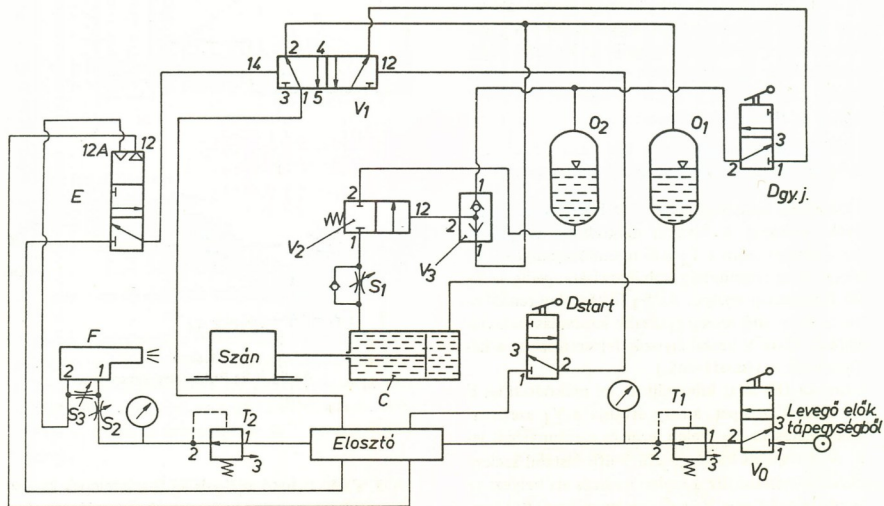 2 4
14 12
3 1 5
V1
O2 O1
12A 12
E
2 12
1
V2
1
2
1
V3
3
2 1
Dgy.j.
S1
Dstart
3
1 2
F
2 1
S3 S2
Szán
C
T2
1
2 3
Elosztó
T1
1
2 3
Levegő elők.
tápegységből
3
2 1
V0